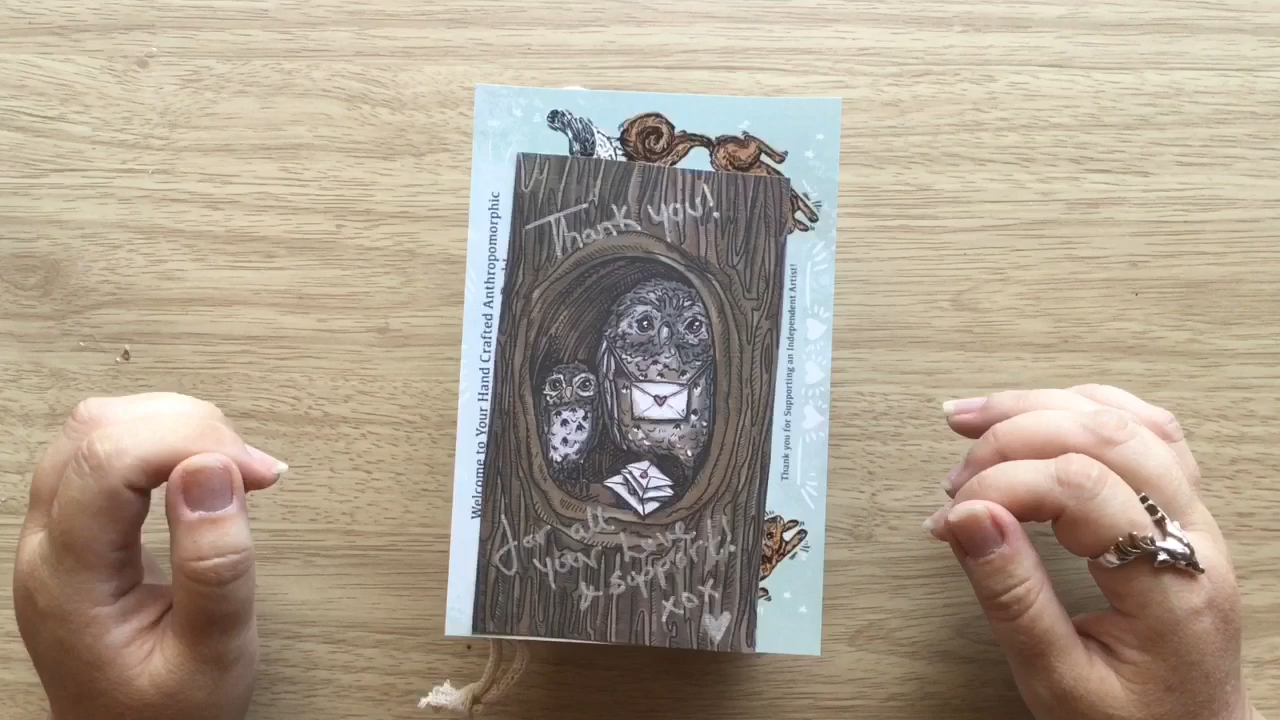 Thank you!
for all
your love
& support!
xox
Welcome to Your Hand Crafted Anthropomorphic
Thank you for Supporting an Independent Artist!